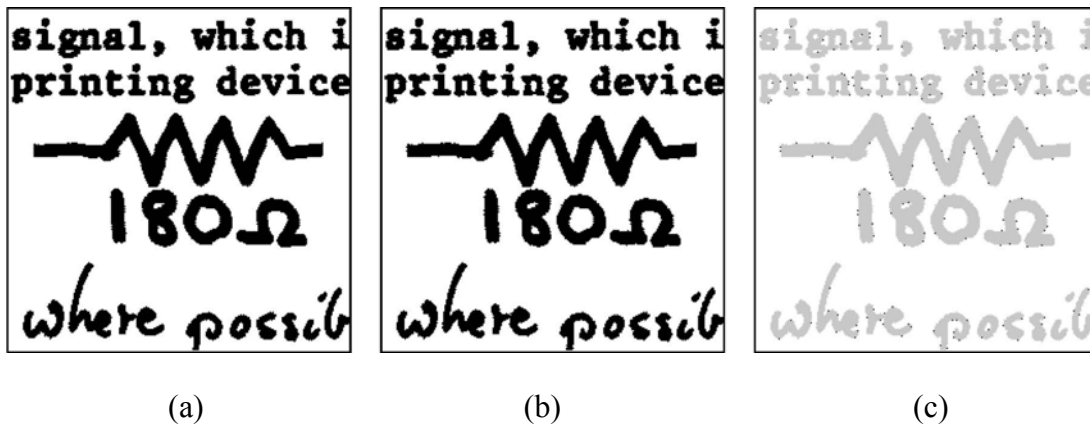 signal, which i
printing device
180Ω
where possib
(a)
signal, which i
printing device
180Ω
where possib
(b)
signal, which i
printing device
180Ω
where possib
(c)